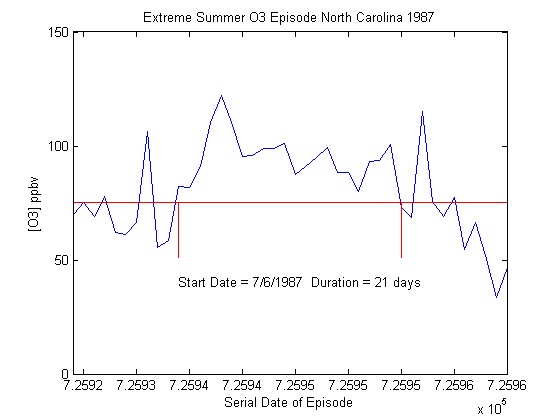 Extreme Summer O3 Episode North Carolina 1987
150
100
50
0
[O3] ppbv
Start Date = 7/6/1987 Duration = 21 days
7.2592 7.2593 7.2594 7.2594 7.2595 7.2595 7.2595 7.2596 7.2596
Serial Date of Episode
x 10^5